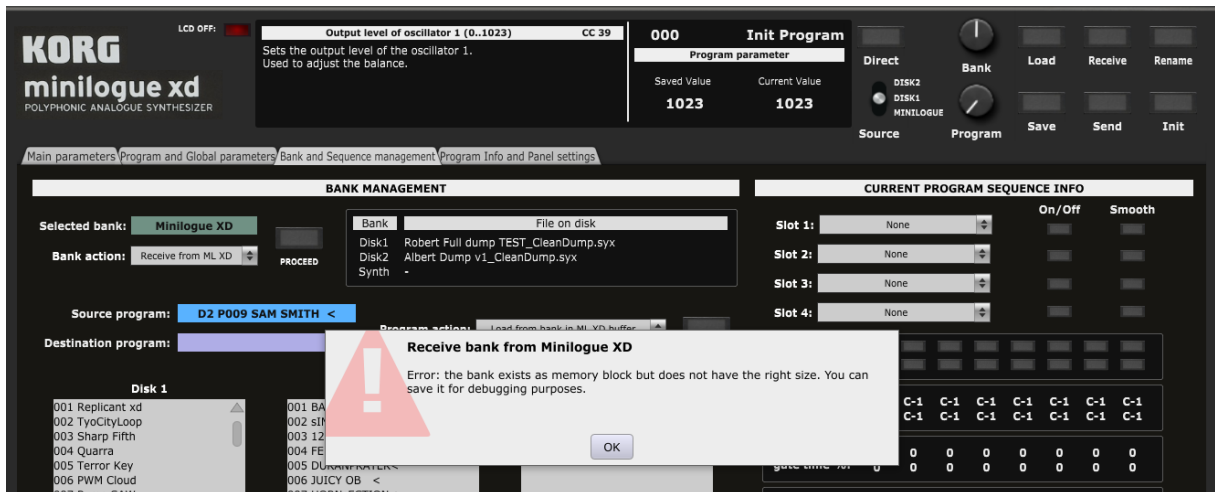 KORG
minilogue xd
POLYPHONIC ANALOGUE SYNTHESIZER
LCD OFF:
Output level of oscillator 1 (0..1023) CC 39
Sets the output level of the oscillator 1.
Used to adjust the balance.
000 Init Program
Program parameter
Saved Value Current Value
1023 1023
Direct
DISK2
DISK1
MINILOGUE
Source
Bank
Program
Load Receive Rename
Save Send Init
Main parameters Program and Global parameters Bank and Sequence management Program Info and Panel settings
BANK MANAGEMENT
Selected bank: Minilogue XD
Bank action: Receive from ML XD
PROCEED
Bank File on disk
Disk1 Robert Full dump TEST_CleanDump.syx
Disk2 Albert Dump v1_CleanDump.syx
Synth -
Source program: D2 P009 SAM SMITH <
Program action: Load from bank in ML XD buffer
Destination program:
Disk 1
001 Replicant xd
002 TyoCityLoop
003 Sharp Fifth
004 Quarra
005 Terror Key
006 PWM Cloud
001 BA
002 sIN
003 12
004 FE
006 JUICY OB <
Receive bank from Minilogue XD
Error: the bank exists as memory block but does not have the right size. You can
save it for debugging purposes.
OK
CURRENT PROGRAM SEQUENCE INFO
On/Off Smooth
Slot 1: None
Slot 2: None
Slot 3: None
Slot 4: None
C-1 C-1 C-1 C-1 C-1 C-1 C-1
C-1 C-1 C-1 C-1 C-1 C-1 C-1
0 0 0 0 0 0 0
gate time %: 0 0 0 0 0 0 0 0